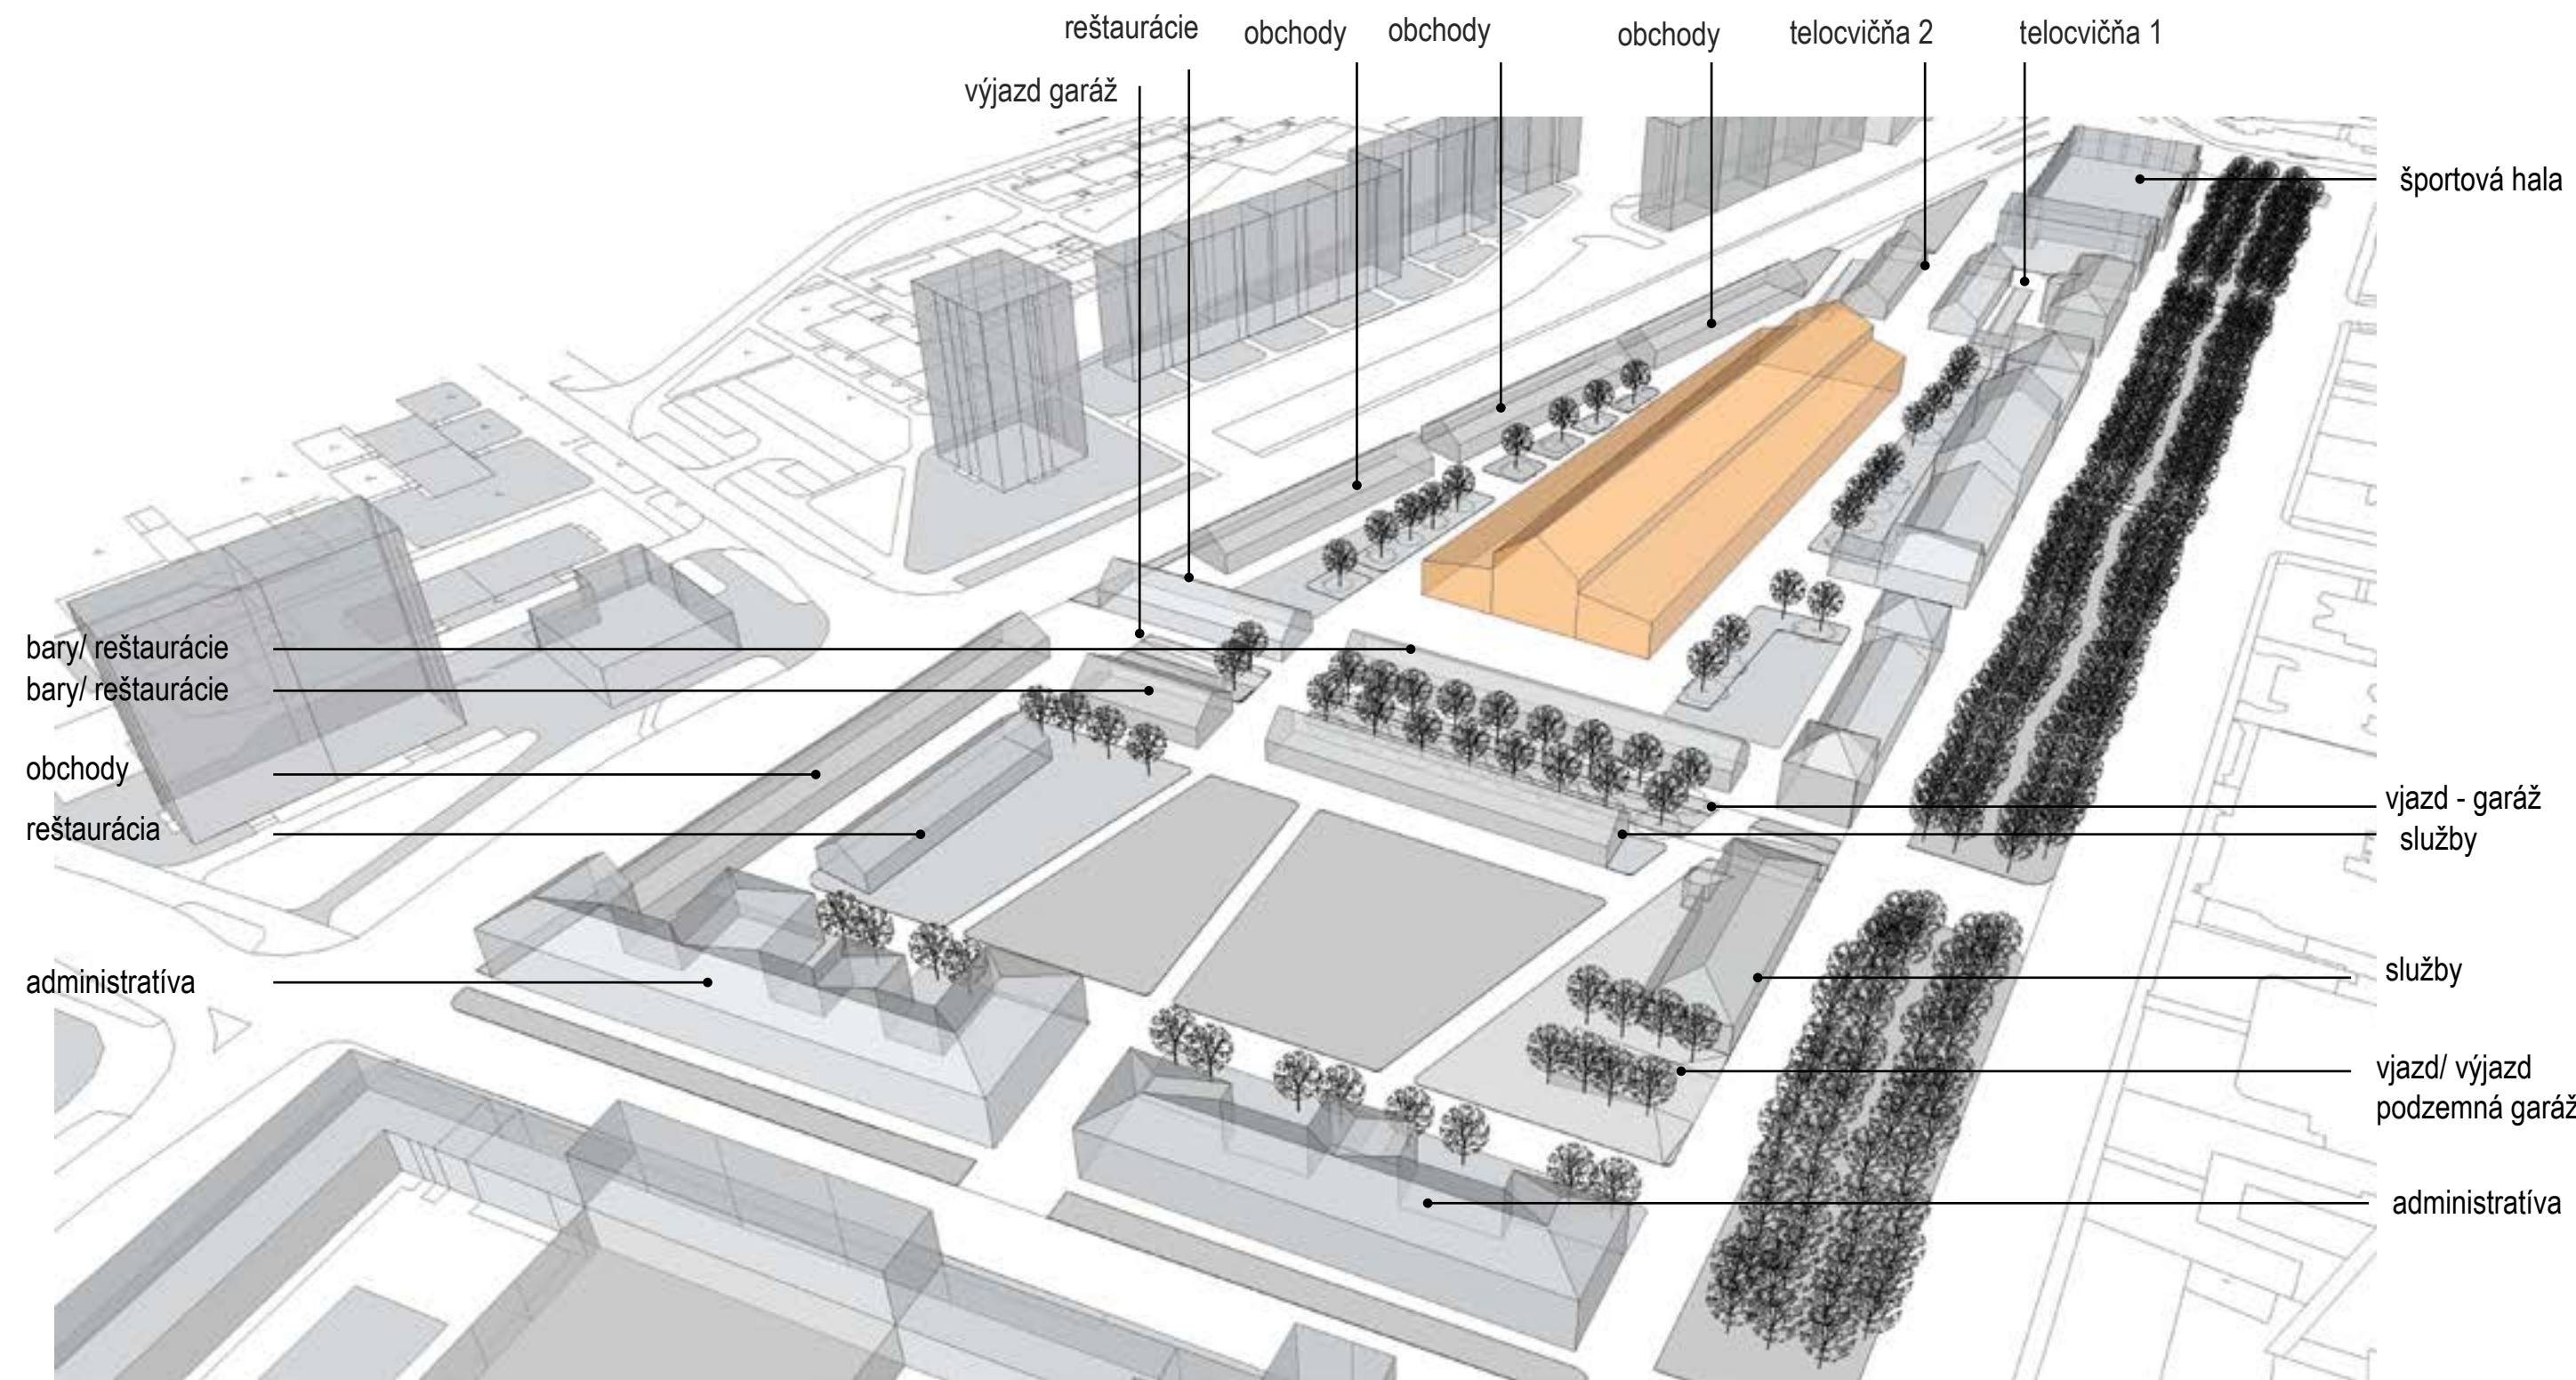 reštaurácie
obchody
obchody
obchody
telocvičňa 2
telocvičňa 1
výjazd garáž
športová hala
bary/ reštaurácie
bary/ reštaurácie
obchody
reštaurácia
administratíva
vjazd - garáž
služby
služby
vjazd/ výjazd
podzemná garáž
administratíva